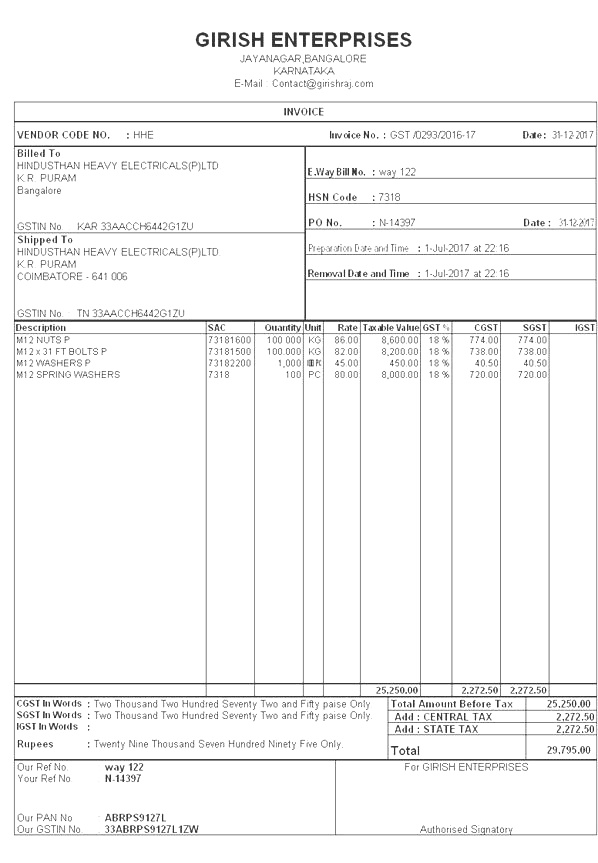 GIRISH ENTERPRISES
JAYANAGAR,BANGALORE
KARNATAKA
E-Mail : Contact@girishraj.com
INVOICE
VENDOR CODE NO. : HHE Invoice No. : GST /0293/2016-17 Date : 31-12-2017
Billed To
HINDUSTHAN HEAVY ELECTRICALS(P)LTD
K.R. PURAM
Bangalore
GSTIN No. KAR 33AACCH6442G1ZU
E.Way Bill No. : way 122
HSN Code : 7318
PO No. : N-14397 Date : 31-12-2017
Shipped To
HINDUSTHAN HEAVY ELECTRICALS(P)LTD.
K.R. PURAM
COIMBATORE - 641 006
GSTIN No. TN 33AACCH6442G1ZU
Preparation Date and Time : 1-Jul-2017 at 22:16
Removal Date and Time : 1-Jul-2017 at 22:16
Description SAC Quantity Unit Rate Taxable Value GST % CGST SGST IGST
M12 NUTS P 73181600 100.000 KG 86.00 8,600.00 18 % 774.00 774.00
M12 x 31 FT BOLTS P 73181500 100.000 KG 82.00 8,200.00 18 % 738.00 738.00
M12 WASHERS P 73182200 1,000 45.00 450.00 18 % 40.50 40.50
M12 SPRING WASHERS 7318 100 PC 80.00 8,000.00 18 % 720.00 720.00
25,250.00 2,272.50 2,272.50
CGST In Words : Two Thousand Two Hundred Seventy Two and Fifty paise Only
SGST In Words : Two Thousand Two Hundred Seventy Two and Fifty paise Only.
IGST In Words :
Rupees : Twenty Nine Thousand Seven Hundred Ninety Five Only.
Total Amount Before Tax 25,250.00
Add : CENTRAL TAX 2,272.50
Add : STATE TAX 2,272.50
Total 29,795.00
Our Ref No. way 122
Your Ref No. N-14397
Our PAN No : ABRPS9127L
Our GSTIN No. : 33ABRPS9127L1ZW
For GIRISH ENTERPRISES
Authorised Signatory